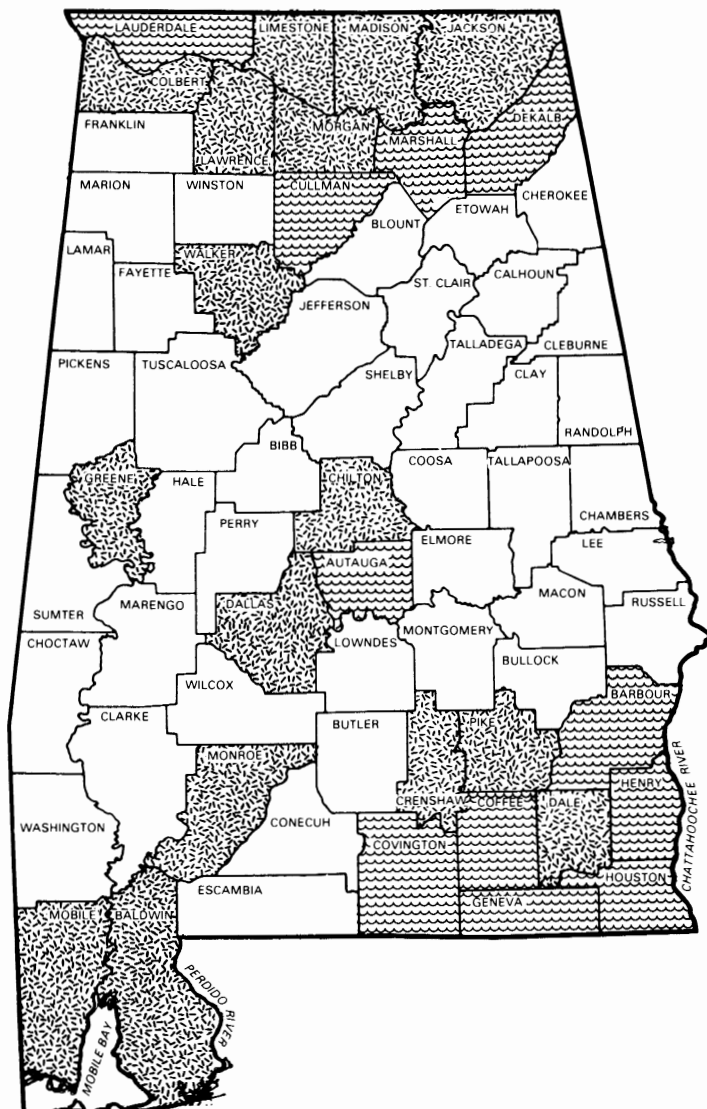 LAUDERDALE
LIMESTONE
MADISON
JACKSON
COLBERT
FRANKLIN
LAWRENCE
MORGAN
MARSHALL
DEKALB
MARION
WINSTON
CULLMAN
CHEROKEE
ETOWAH
BLOUNT
LAMAR
FAYETTE
WALKER
JEFFERSON
ST. CLAIR
CALHOUN
TALLADEGA
CLEBURNE
PICKENS
TUSCALOOSA
SHELBY
CLAY
RANDOLPH
BIBB
GREENE
HALE
CHILTON
COOSA
TALLAPOOSA
CHAMBERS
PERRY
ELMORE
LEE
AUTAUGA
SUMTER
MARENGO
DALLAS
MACON
RUSSELL
CHOCTAW
LOWNDES
MONTGOMERY
BULLOCK
WILCOX
BARBOUR
CLARKE
BUTLER
PIKE
MONROE
CRENSHAW
COFFEE
DALE
HENRY
WASHINGTON
CONECUH
COVINGTON
HOUSTON
ESCAMBIA
GENEVA
CHATTAHOOCHEE RIVER
MOBILE
BALDWIN
PERDIDO RIVER
MOBILE BAY